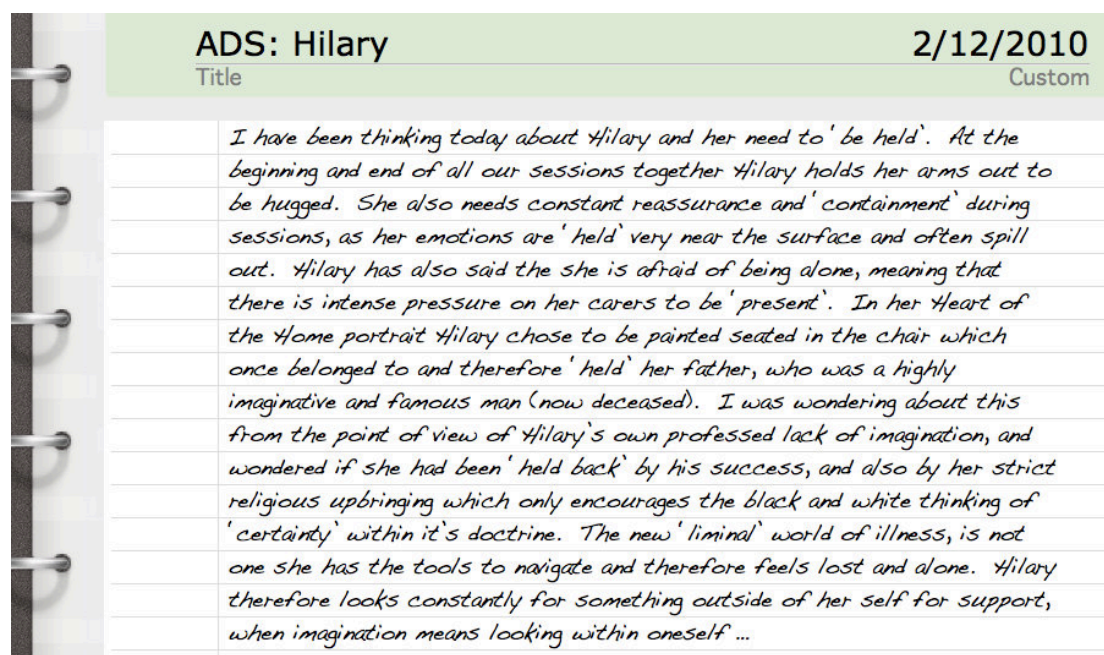 ADS: Hilary 2/12/2010
Title Custom
I have been thinking today about Hilary and her need to 'be held`. At the
beginning and end of all our sessions together Hilary holds her arms out to
be hugged. She also needs constant reassurance and 'containment` during
sessions, as her emotions are 'held` very near the surface and often spill
out. Hilary has also said the she is afraid of being alone, meaning that
there is intense pressure on her carers to be 'present`. In her Heart of
the Home portrait Hilary chose to be painted seated in the chair which
once belonged to and therefore 'held` her father, who was a highly
imaginative and famous man (now deceased). I was wondering about this
from the point of view of Hilary`s own professed lack of imagination, and
wondered if she had been 'held back` by his success, and also by her strict
religious upbringing which only encourages the black and white thinking of
'certainty` within it`s doctrine. The new 'liminal` world of illness, is not
one she has the tools to navigate and therefore feels lost and alone. Hilary
therefore looks constantly for something outside of her self for support,
when imagination means looking within oneself ...